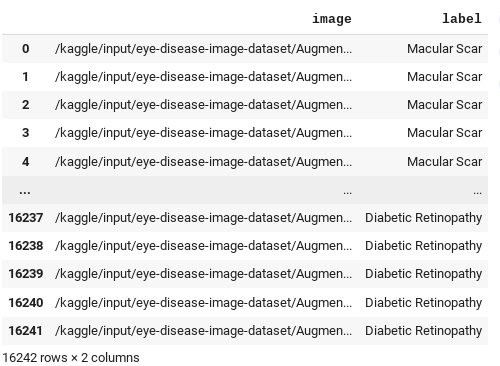 image label
0 /kaggle/input/eye-disease-image-dataset/Augmen... Macular Scar
1 /kaggle/input/eye-disease-image-dataset/Augmen... Macular Scar
2 /kaggle/input/eye-disease-image-dataset/Augmen... Macular Scar
3 /kaggle/input/eye-disease-image-dataset/Augmen... Macular Scar
4 /kaggle/input/eye-disease-image-dataset/Augmen... Macular Scar
... ... ...
16237 /kaggle/input/eye-disease-image-dataset/Augmen... Diabetic Retinopathy
16238 /kaggle/input/eye-disease-image-dataset/Augmen... Diabetic Retinopathy
16239 /kaggle/input/eye-disease-image-dataset/Augmen... Diabetic Retinopathy
16240 /kaggle/input/eye-disease-image-dataset/Augmen... Diabetic Retinopathy
16241 /kaggle/input/eye-disease-image-dataset/Augmen... Diabetic Retinopathy
16242 rows × 2 columns